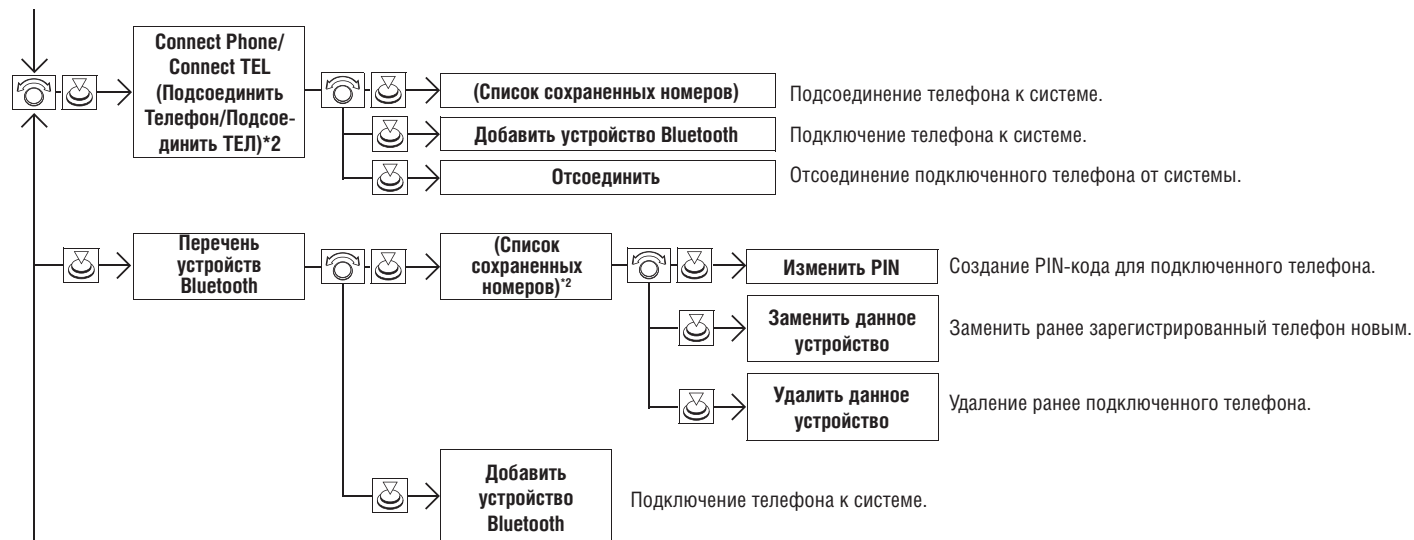 Connect Phone/
Connect TEL
(Подсоединить
Телефон/Подсое-
динить ТЕЛ)*2
(Список сохраненных номеров)
Подсоединение телефона к системе.
Добавить устройство Bluetooth
Подключение телефона к системе.
Отсоединить
Отсоединение подключенного телефона от системы.
Перечень
устройств
Bluetooth
(Список
сохраненных
номеров)*2
Изменить PIN
Создание PIN-кода для подключенного телефона.
Заменить данное
устройство
Заменить ранее зарегистрированный телефон новым.
Удалить данное
устройство
Удаление ранее подключенного телефона.
Добавить
устройство
Bluetooth
Подключение телефона к системе.